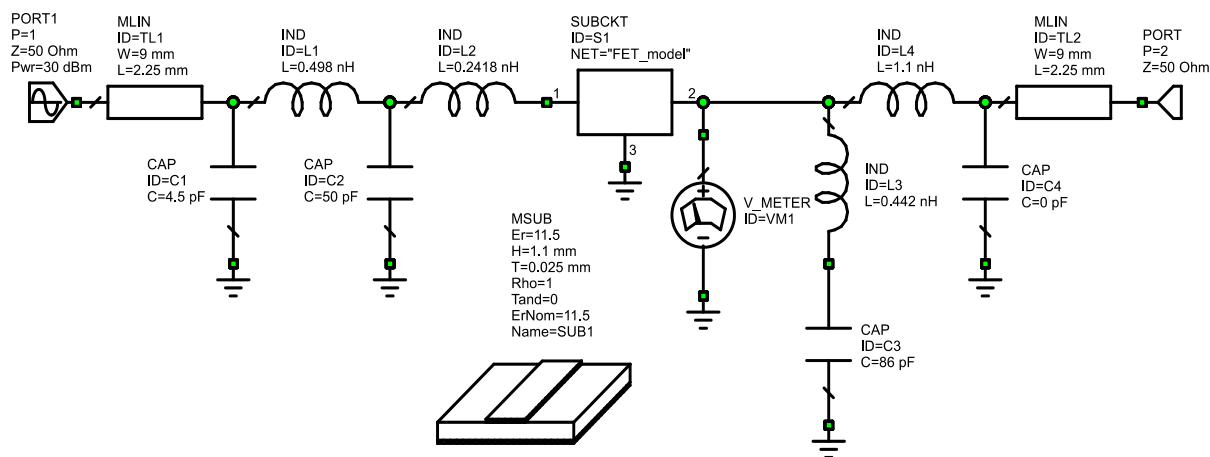 PORT1
P=1
Z=50 Ohm
Pwr=30 dBm
MLIN
ID=TL1
W=9 mm
L=2.25 mm
IND
ID=L1
L=0.498 nH
IND
ID=L2
L=0.2418 nH
SUBCKT
ID=S1
NET="FET_model"
1
2
3
IND
ID=L4
L=1.1 nH
MLIN
ID=TL2
W=9 mm
L=2.25 mm
PORT
P=2
Z=50 Ohm
CAP
ID=C1
C=4.5 pF
CAP
ID=C2
C=50 pF
V_METER
ID=VM1
IND
ID=L3
L=0.442 nH
CAP
ID=C4
C=0 pF
MSUB
Er=11.5
H=1.1 mm
T=0.025 mm
Rho=1
Tand=0
ErNom=11.5
Name=SUB1
CAP
ID=C3
C=86 pF